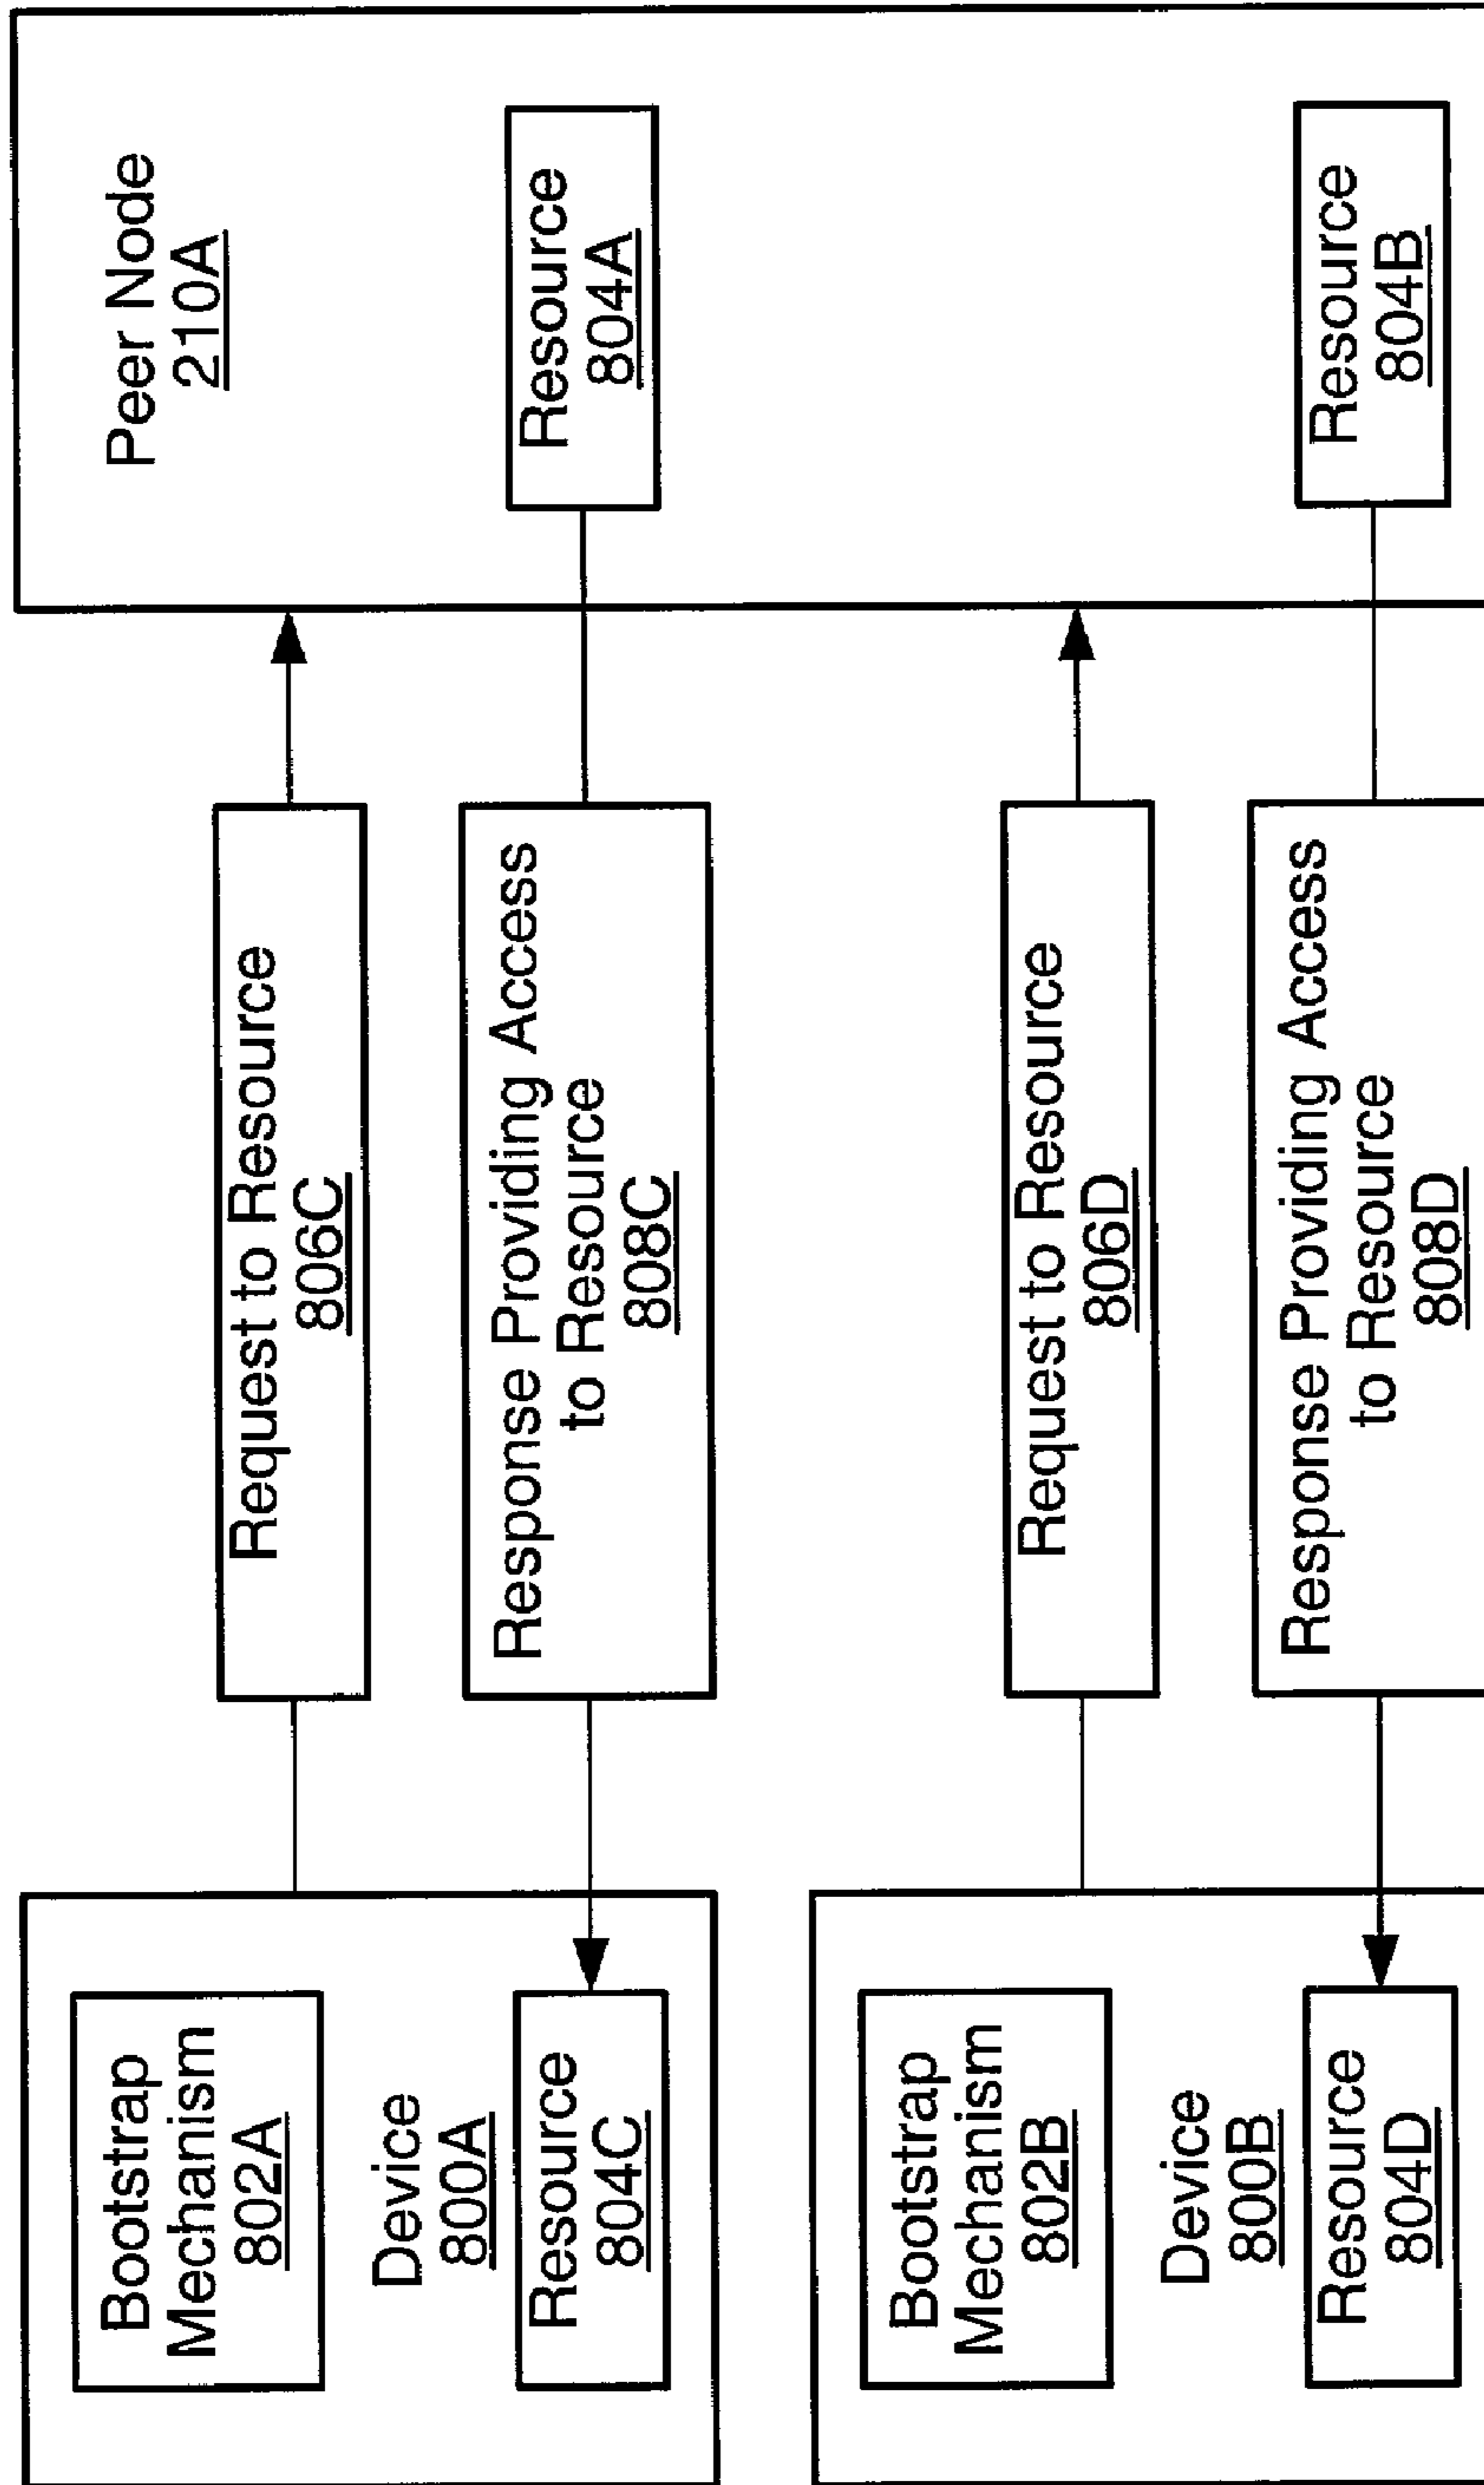 Bootstrap
Mechanism
802A
Device
800A
Resource
804C
Request to Resource
806C
Response Providing Access
to Resource
808C
Peer Node
210A
Resource
804A
Bootstrap
Mechanism
802B
Device
800B
Resource
804D
Request to Resource
806D
Response Providing Access
to Resource
808D
Resource
804B